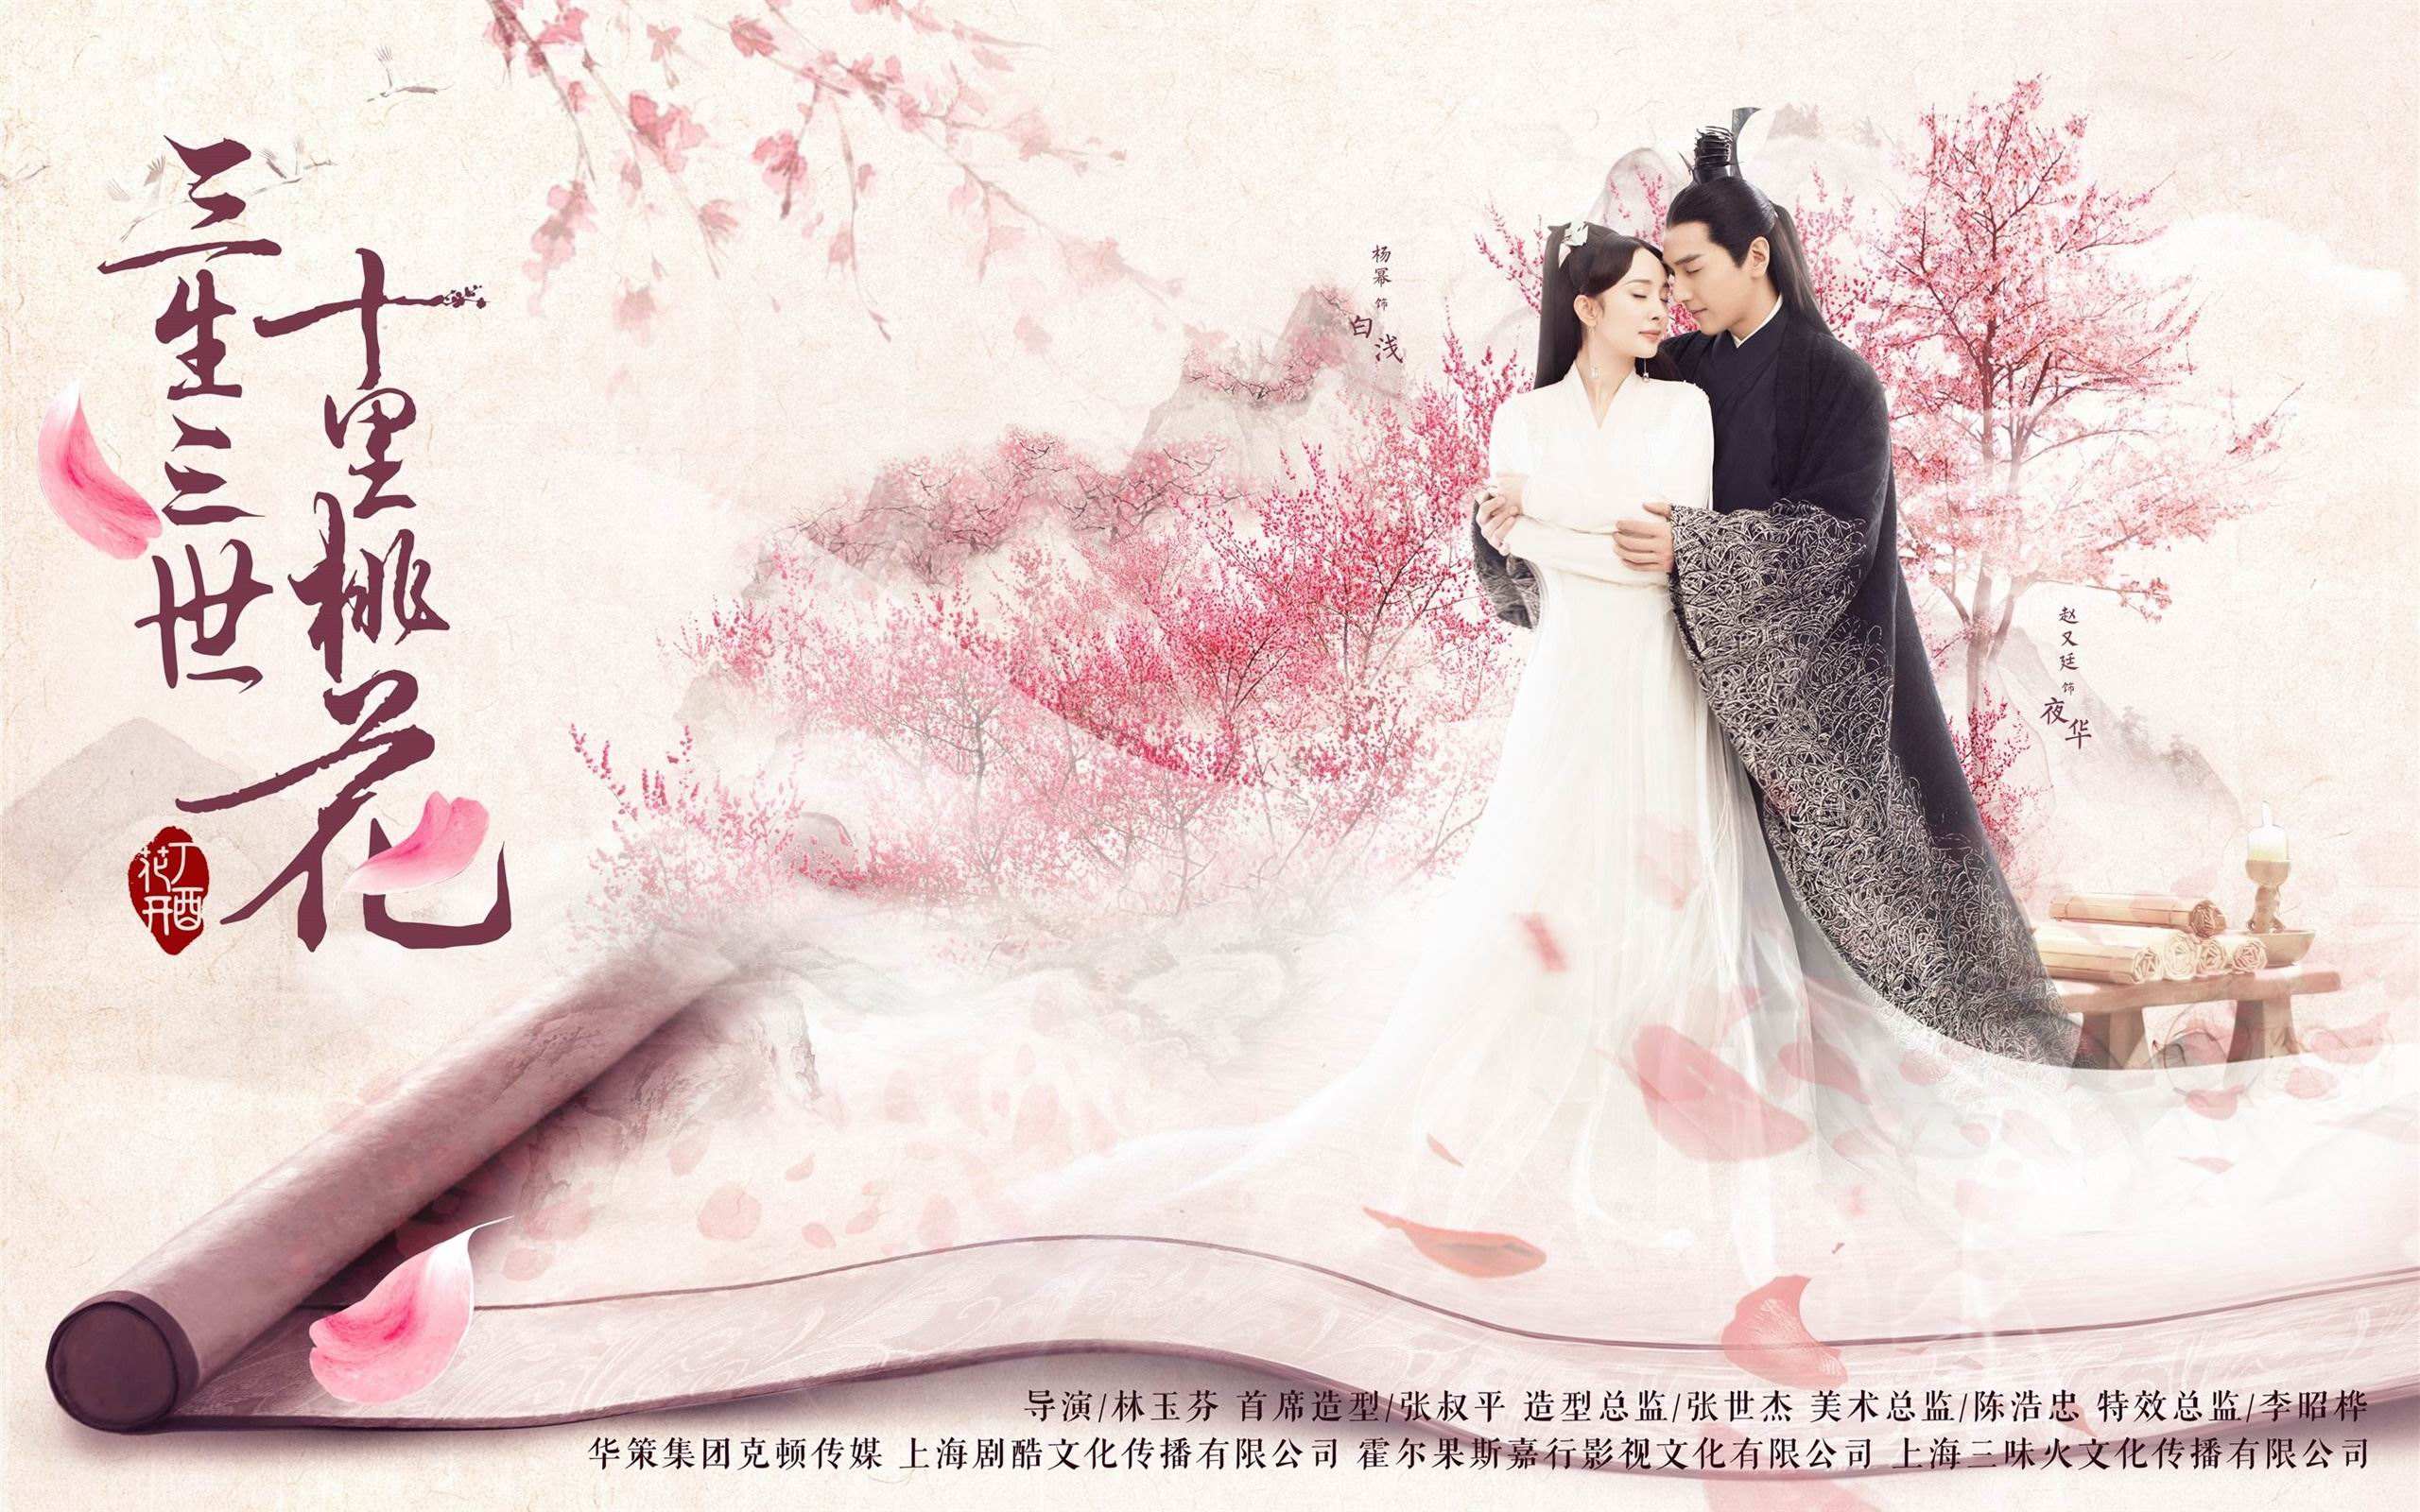 三生三世
十里桃花
丁酉
花开
杨幂 饰
白浅
赵又廷 饰
夜华
导演/林玉芬 首席造型/张叔平 造型总监/张世杰 美术总监/陈浩忠 特效总监/李昭桦
华策集团克顿传媒 上海剧酷文化传播有限公司 霍尔果斯嘉行影视文化有限公司 上海三味火文化传播有限公司